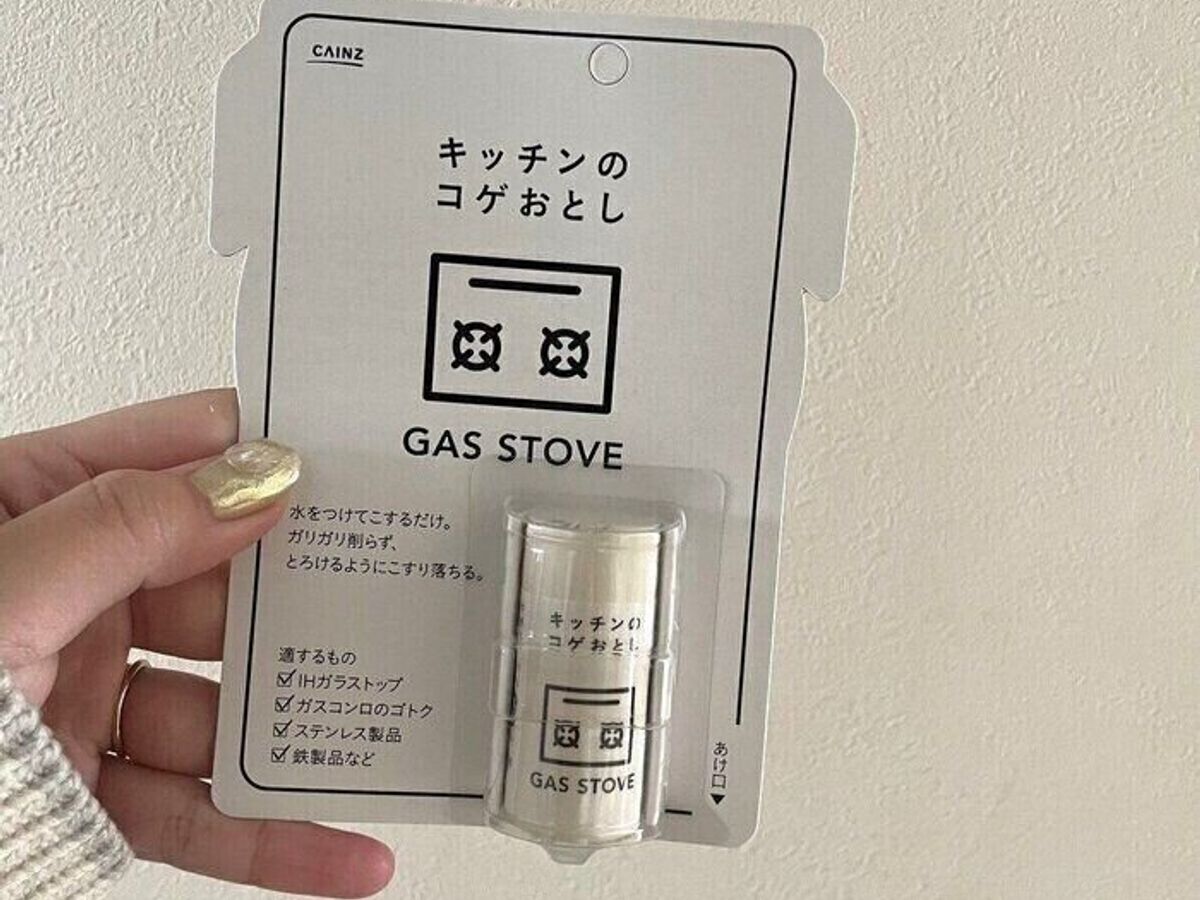 CAINZ
キッチンの
コゲおとし
GAS STOVE
水をつけてこするだけ。
ガリガリ削らず、
とろけるようにこすり落ちる。
適するもの
IHガラストップ
ガスコンロのゴトク
ステンレス製品
鉄製品など
キッチンの
コゲおとし
GAS STOVE
あけ口